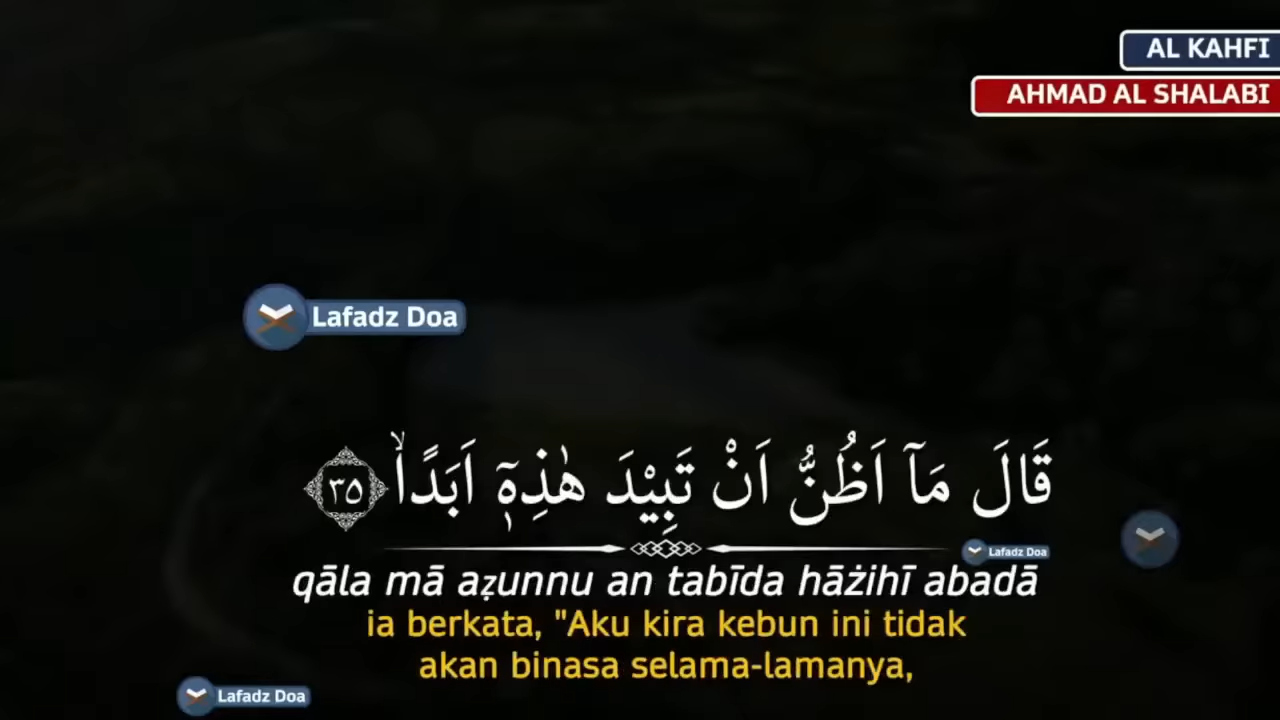 AL KAHFI
AHMAD AL SHALABI
Lafadz Doa
قَالَ مَآ اَظُنُّ اَنْ تَبِيْدَ هٰذِهٖٓ اَبَدًاۙ ٣٥
Lafadz Doa
qāla mā aẓunnu an tabīda hāżihī abadā
ia berkata, "Aku kira kebun ini tidak
akan binasa selama-lamanya,
Lafadz Doa